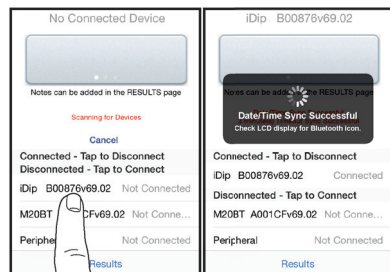 No Connected Device
Notes can be added in the RESULTS page
Scanning for Devices
Cancel
Connected - Tap to Disconnect
Disconnected - Tap to Connect
iDip B00876v69.02 Not Connected
M20BT CFv69.02 Not Conne...
Periphe Not Connected
Results
iDip B00876v69.02
Notes can be added in the RESULTS page
Date/Time Sync Successful
Check LCD display for Bluetooth icon.
Connected - Tap to Disconnect
iDip B00876v69.02 Connected
Disconnected - Tap to Connect
M20BT A001CFv69.02 Not Conne...
Peripheral Not Connected
Results